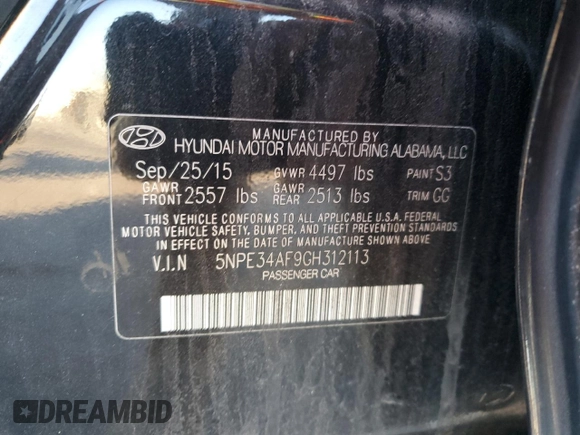 MANUFACTURED BY
HYUNDAI MOTOR MANUFACTURING ALABAMA, LLC
Sep/25/15 GVWR 4497 lbs PAINT S3
GAWR FRONT 2557 lbs GAWR REAR 2513 lbs TRIM GG
THIS VEHICLE CONFORMS TO ALL APPLICABLE U.S.A. FEDERAL
MOTOR VEHICLE SAFETY, BUMPER, AND THEFT PREVENTION STANDARDS
IN EFFECT ON THE DATE OF MANUFACTURE SHOWN ABOVE.
V.I.N 5NPE34AF9GH312113
PASSENGER CAR
DREAMBID